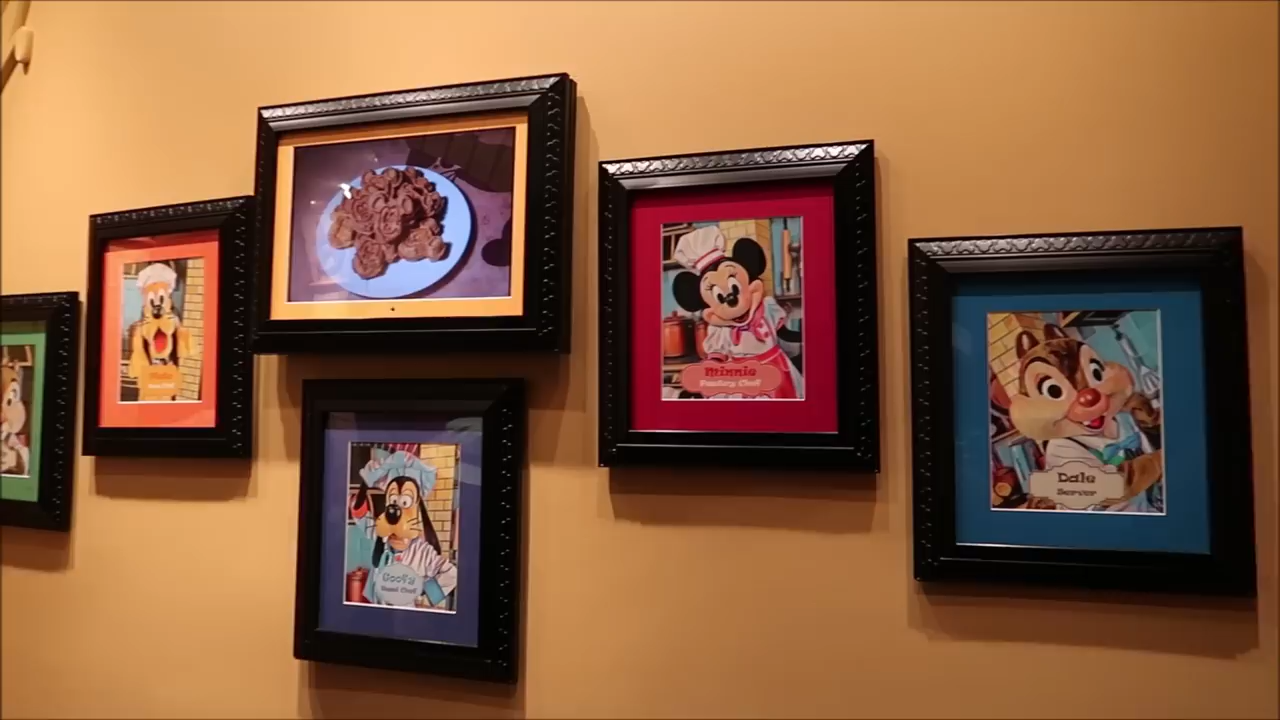 Minnie
Pastry Chef
Goofy
Head Chef
Dale
Server